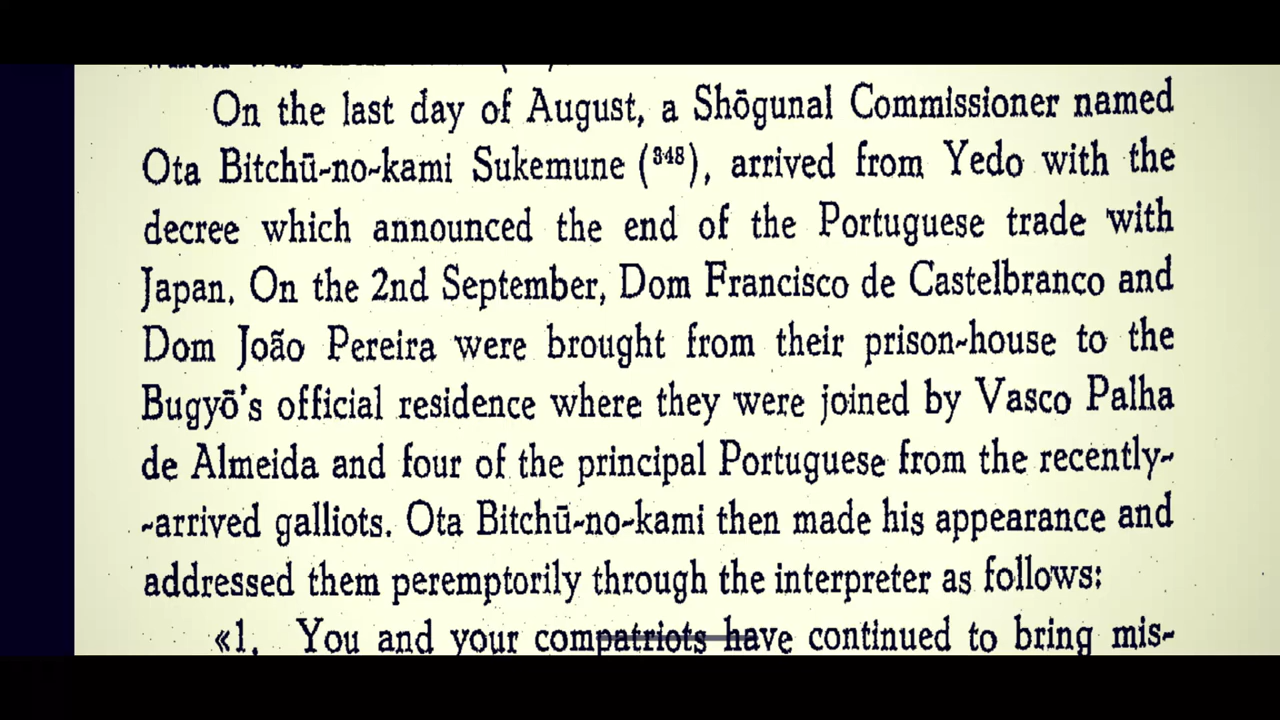 On the last day of August, a Shōgunal Commissioner named
Ota Bitchū-no-kami Sukemune (348), arrived from Yedo with the
decree which announced the end of the Portuguese trade with
Japan. On the 2nd September, Dom Francisco de Castelbranco and
Dom João Pereira were brought from their prison-house to the
Bugyō's official residence where they were joined by Vasco Palha
de Almeida and four of the principal Portuguese from the recently-
-arrived galliots. Ota Bitchū-no-kami then made his appearance and
addressed them peremptorily through the interpreter as follows:
«1. You and your compatriots have continued to bring mis-